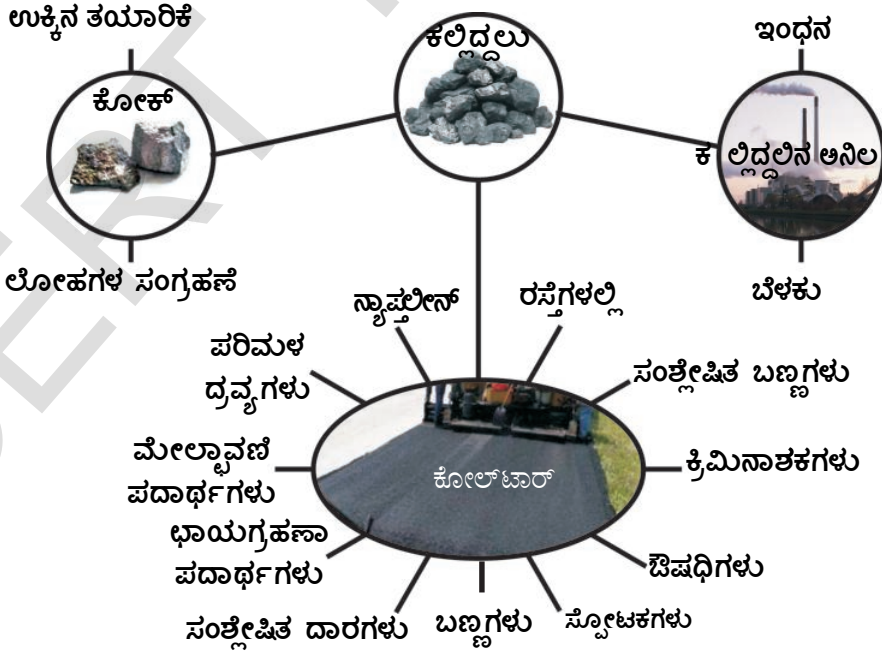 ಉಕ್ಕಿನ ತಯಾರಿಕೆ
ಕಲ್ಲಿದ್ದಲು
ಇಂಧನ
ಕೋಕ್
ಕ ಲ್ಲಿದ್ದಲಿನ ಅನಿಲ
ಲೋಹಗಳ ಸಂಗ್ರಹಣೆ
ಬೆಳಕು
ನ್ಯಾಪ್ತಲೀನ್
ರಸ್ತೆಗಳಲ್ಲಿ
ಪರಿಮಳ
ದ್ರವ್ಯಗಳು
ಸಂಶ್ಲೇಷಿತ ಬಣ್ಣಗಳು
ಮೇಲ್ಛಾವಣಿ
ಪದಾರ್ಥಗಳು
ಕೋಲ್‌ಟಾರ್
ಕ್ರಿಮಿನಾಶಕಗಳು
ಛಾಯಗ್ರಹಣಾ
ಪದಾರ್ಥಗಳು
ಔಷಧಿಗಳು
ಸಂಶ್ಲೇಷಿತ ದಾರಗಳು
ಬಣ್ಣಗಳು
ಸ್ಪೋಟಕಗಳು